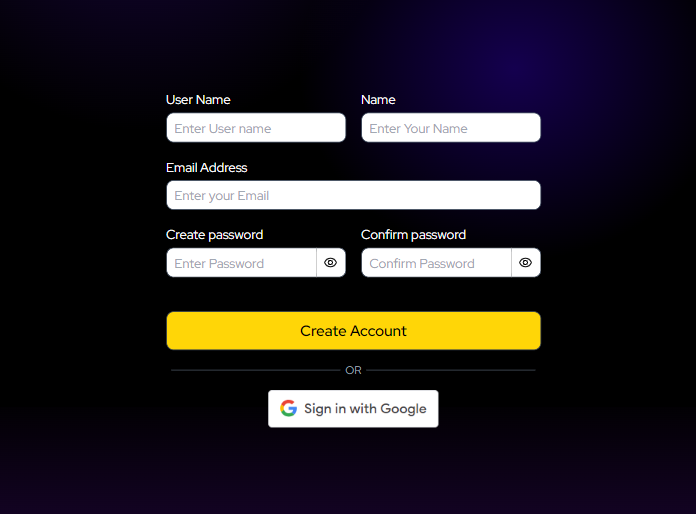 User Name Name
Enter User name Enter Your Name
Email Address
Enter your Email
Create password Confirm password
Enter Password Confirm Password
Create Account
OR
Sign in with Google